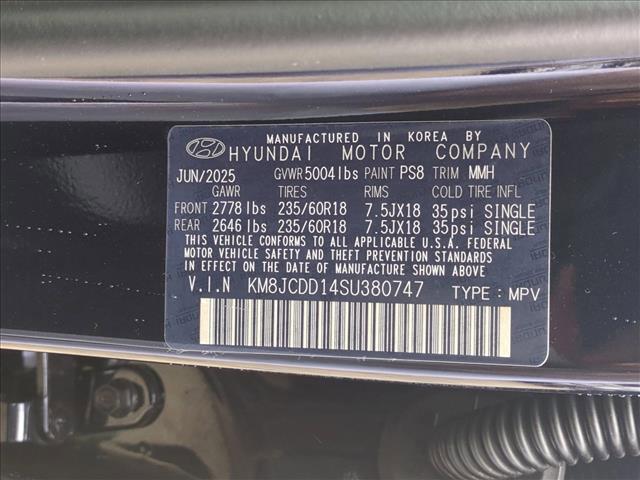 MANUFACTURED IN KOREA BY
HYUNDAI MOTOR COMPANY
JUN/2025 GVWR 5004 lbs PAINT PS8 TRIM MMH
GAWR TIRES RIMS COLD TIRE INFL
FRONT 2778 lbs 235/60R18 7.5JX18 35psi SINGLE
REAR 2646 lbs 235/60R18 7.5JX18 35psi SINGLE
THIS VEHICLE CONFORMS TO ALL APPLICABLE U.S.A. FEDERAL
MOTOR VEHICLE SAFETY AND THEFT PREVENTION STANDARDS
IN EFFECT ON THE DATE OF MANUFACTURE SHOWN ABOVE.
V.I.N KM8JCDD14SU380747 TYPE : MPV